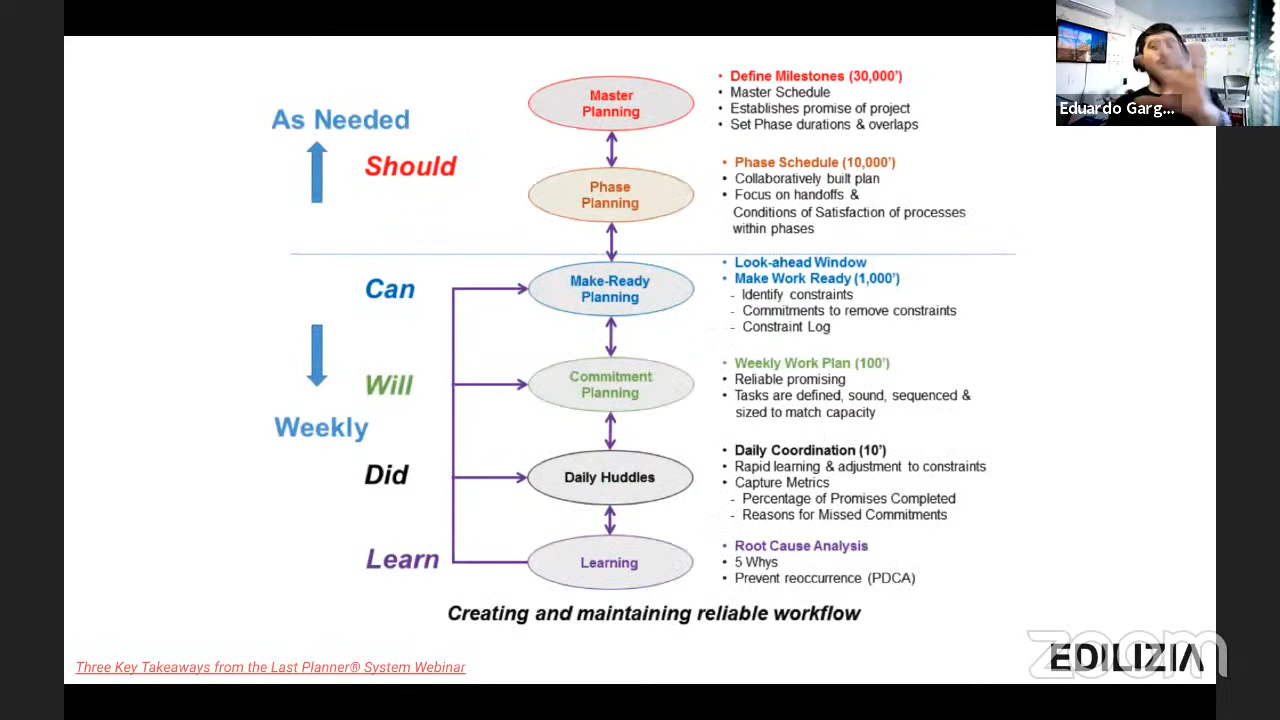 As Needed
Should
Can
Will
Weekly
Did
Learn
Master
Planning
Phase
Planning
Make-Ready
Planning
Commitment
Planning
Daily Huddles
Learning
• Define Milestones (30,000')
• Master Schedule
• Establishes promise of project
• Set Phase durations & overlaps
• Phase Schedule (10,000')
• Collaboratively built plan
• Focus on handoffs &
Conditions of Satisfaction of processes
within phases
• Look-ahead Window
• Make Work Ready (1,000')
- Identify constraints
- Commitments to remove constraints
- Constraint Log
• Weekly Work Plan (100')
• Reliable promising
• Tasks are defined, sound, sequenced &
sized to match capacity
• Daily Coordination (10')
• Rapid learning & adjustment to constraints
• Capture Metrics
- Percentage of Promises Completed
- Reasons for Missed Commitments
• Root Cause Analysis
• 5 Whys
• Prevent reoccurrence (PDCA)
Creating and maintaining reliable workflow
Three Key Takeaways from the Last Planner® System Webinar
EDILIZIA
zoom
Eduardo Garg...